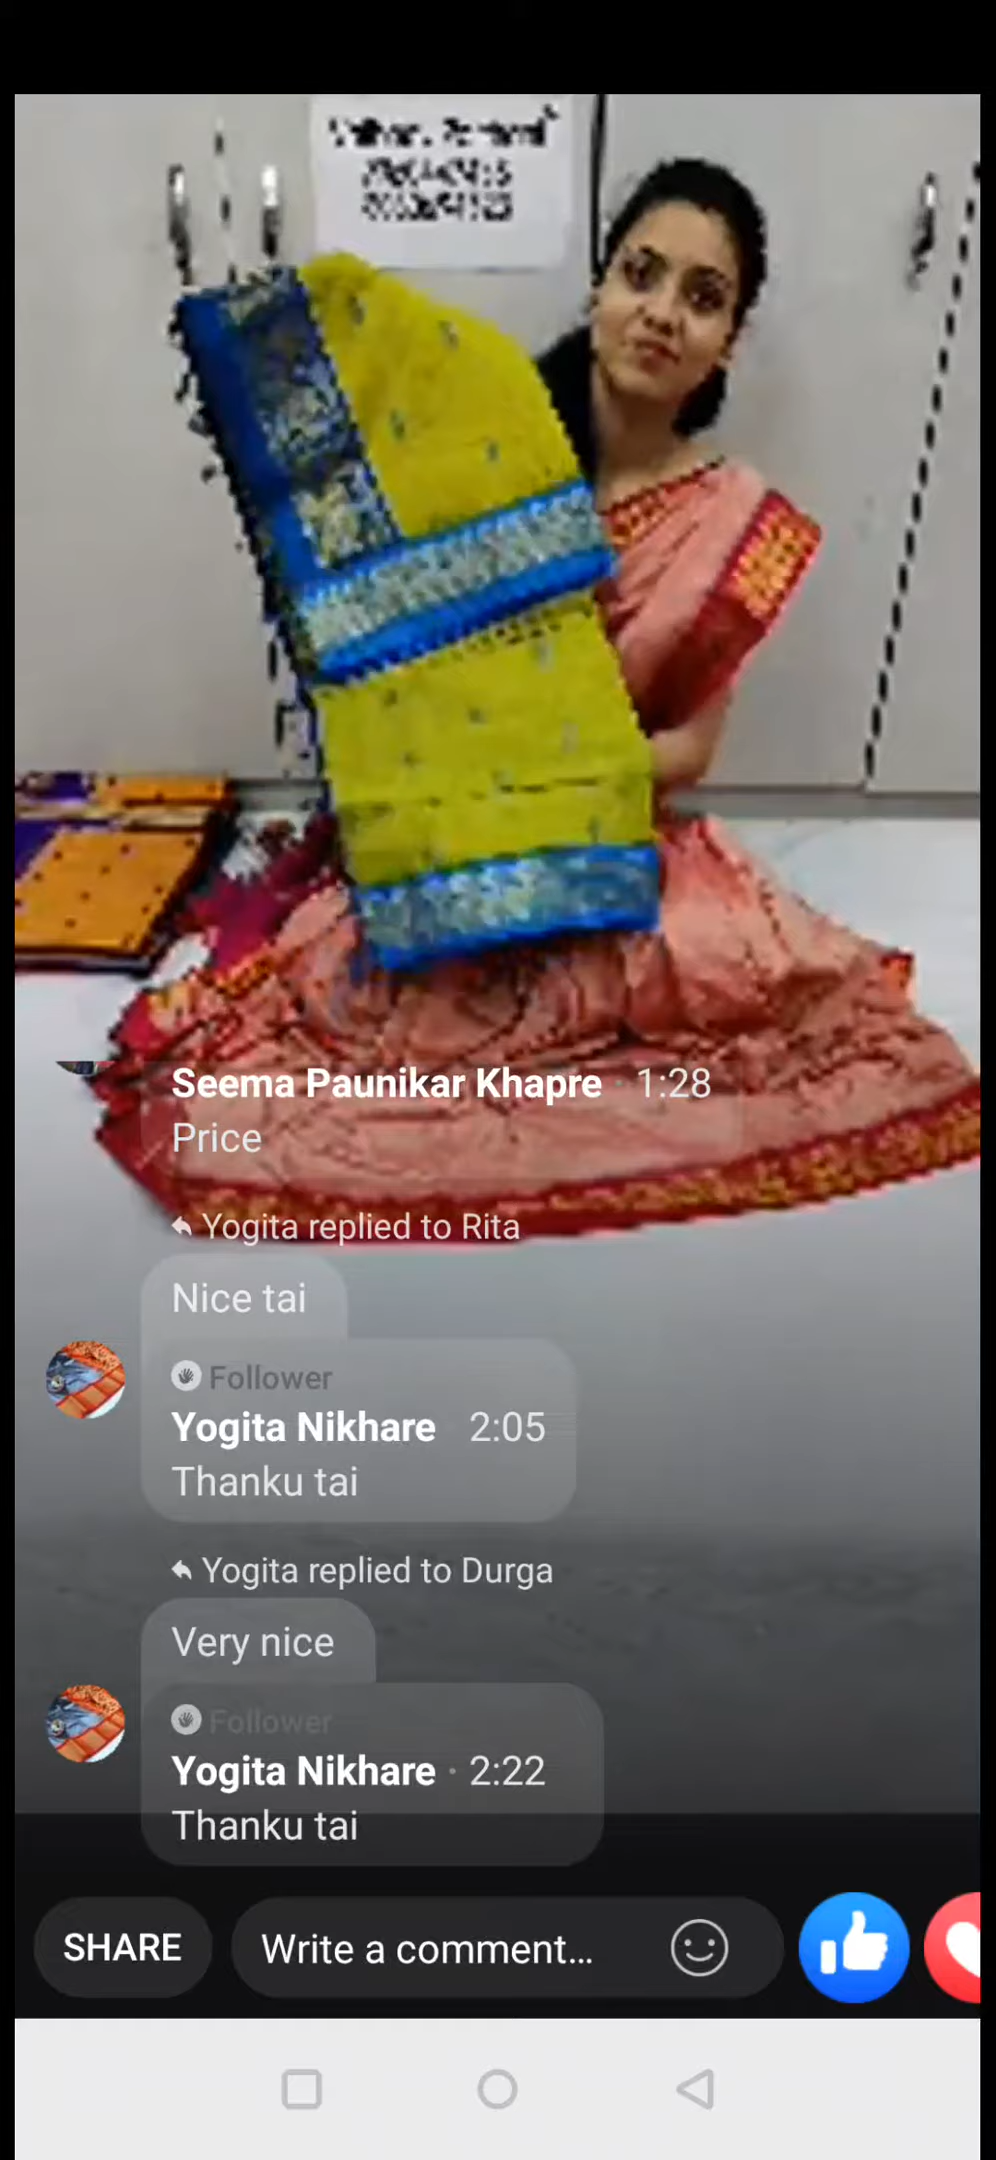 Seema Paunikar Khapre · 1:28
Price
Yogita replied to Rita
Nice tai
Follower
Yogita Nikhare 2:05
Thanku tai
Yogita replied to Durga
Very nice
Follower
Yogita Nikhare · 2:22
Thanku tai
SHARE
Write a comment...